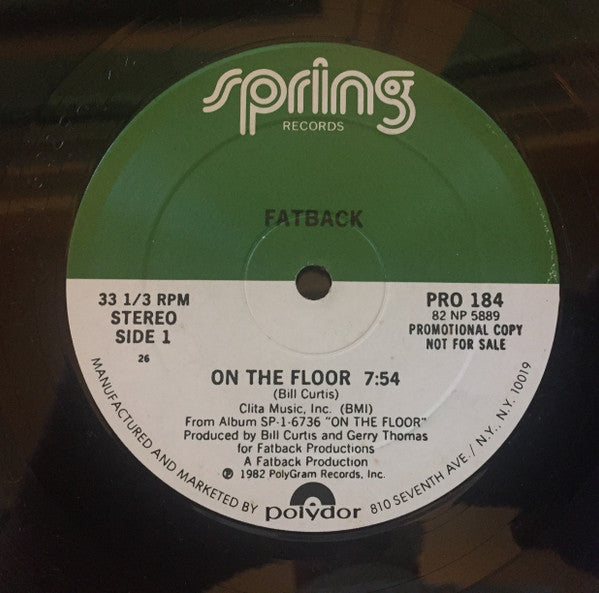 spring
RECORDS
FATBACK
33 1/3 RPM
STEREO
SIDE 1
26
PRO 184
82 NP 5889
PROMOTIONAL COPY
NOT FOR SALE
ON THE FLOOR 7:54
(Bill Curtis)
Clita Music, Inc. (BMI)
From Album SP-1-6736 "ON THE FLOOR"
Produced by Bill Curtis and Gerry Thomas
for Fatback Productions
A Fatback Production
℗ 1982 PolyGram Records, Inc.
MANUFACTURED AND MARKETED BY polydor 810 SEVENTH AVE./ N.Y., N.Y. 10019